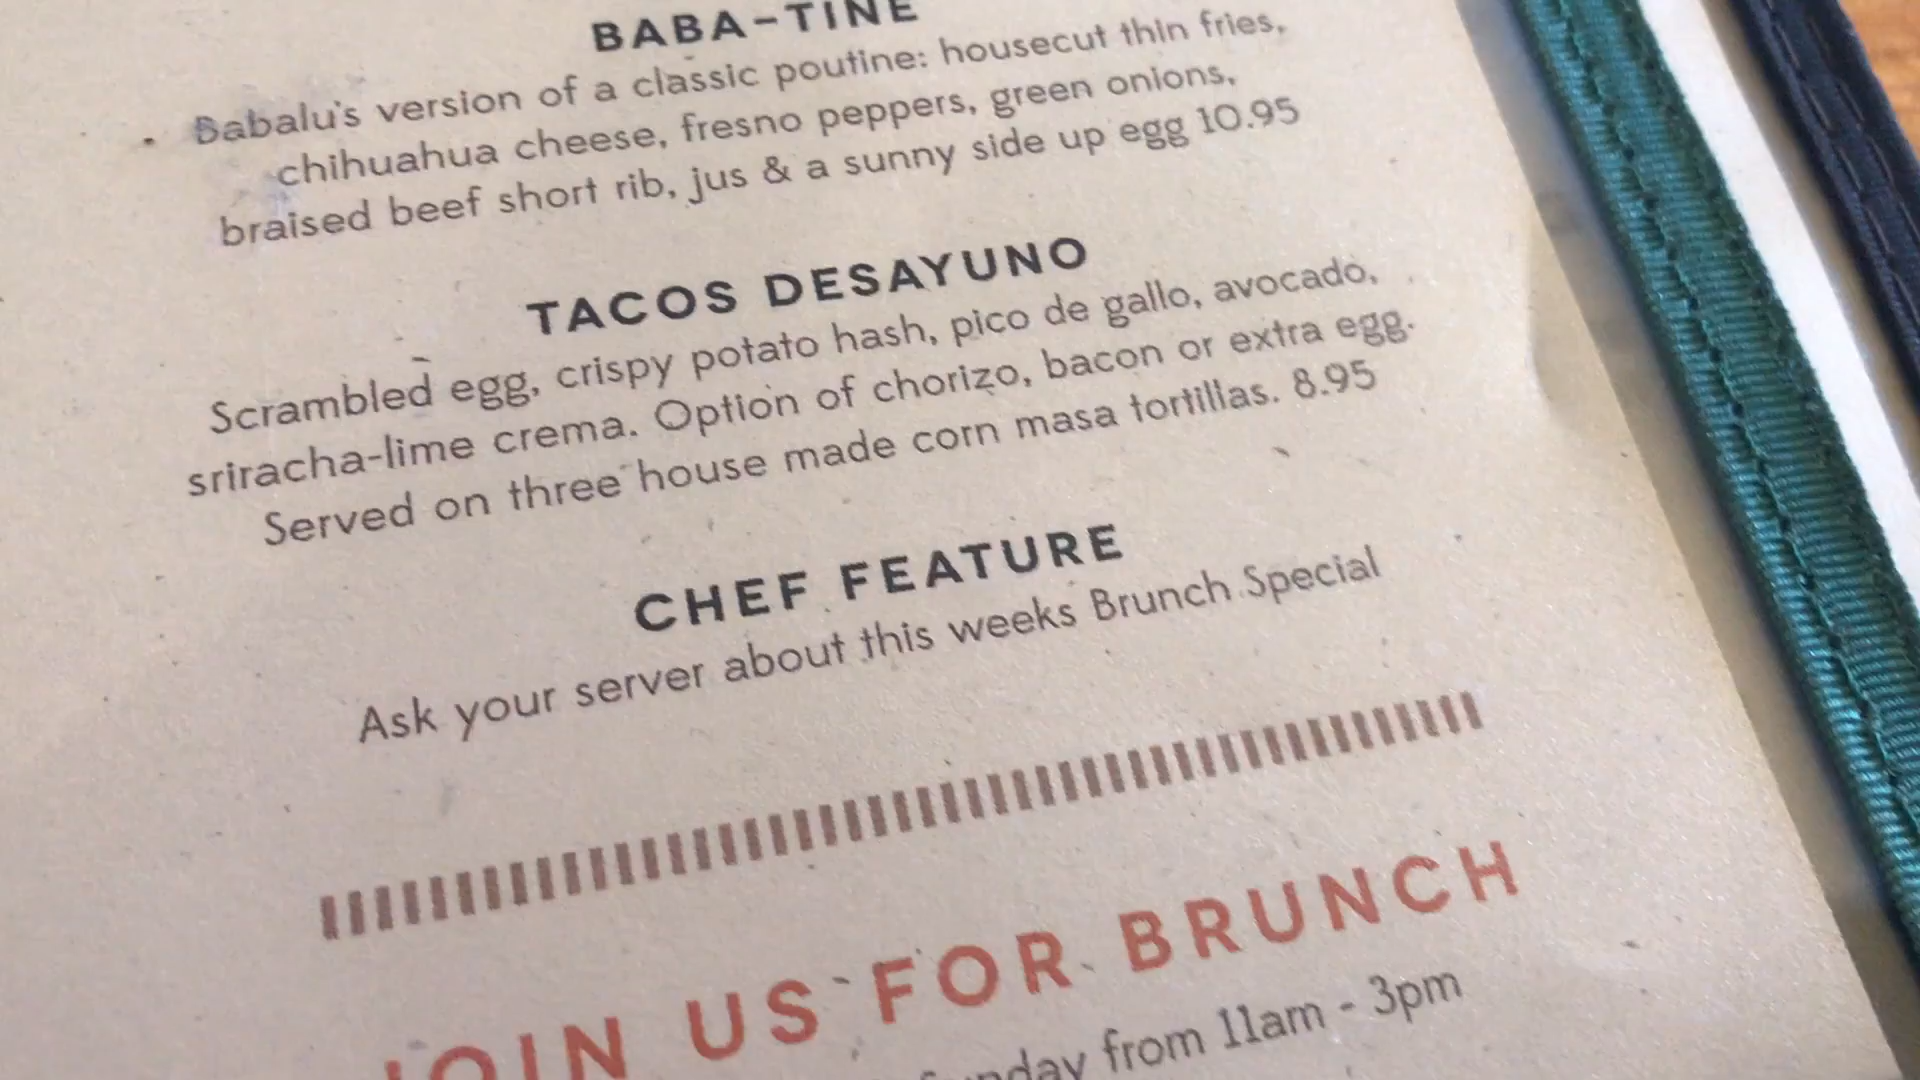 BABA-TINE
Babalu's version of a classic poutine: housecut thin fries,
chihuahua cheese, fresno peppers, green onions,
braised beef short rib, jus & a sunny side up egg 10.95
TACOS DESAYUNO
Scrambled egg, crispy potato hash, pico de gallo, avocado,
sriracha-lime crema. Option of chorizo, bacon or extra egg.
Served on three house made corn masa tortillas. 8.95
CHEF FEATURE
Ask your server about this weeks Brunch Special
JOIN US FOR BRUNCH
from 11am - 3pm